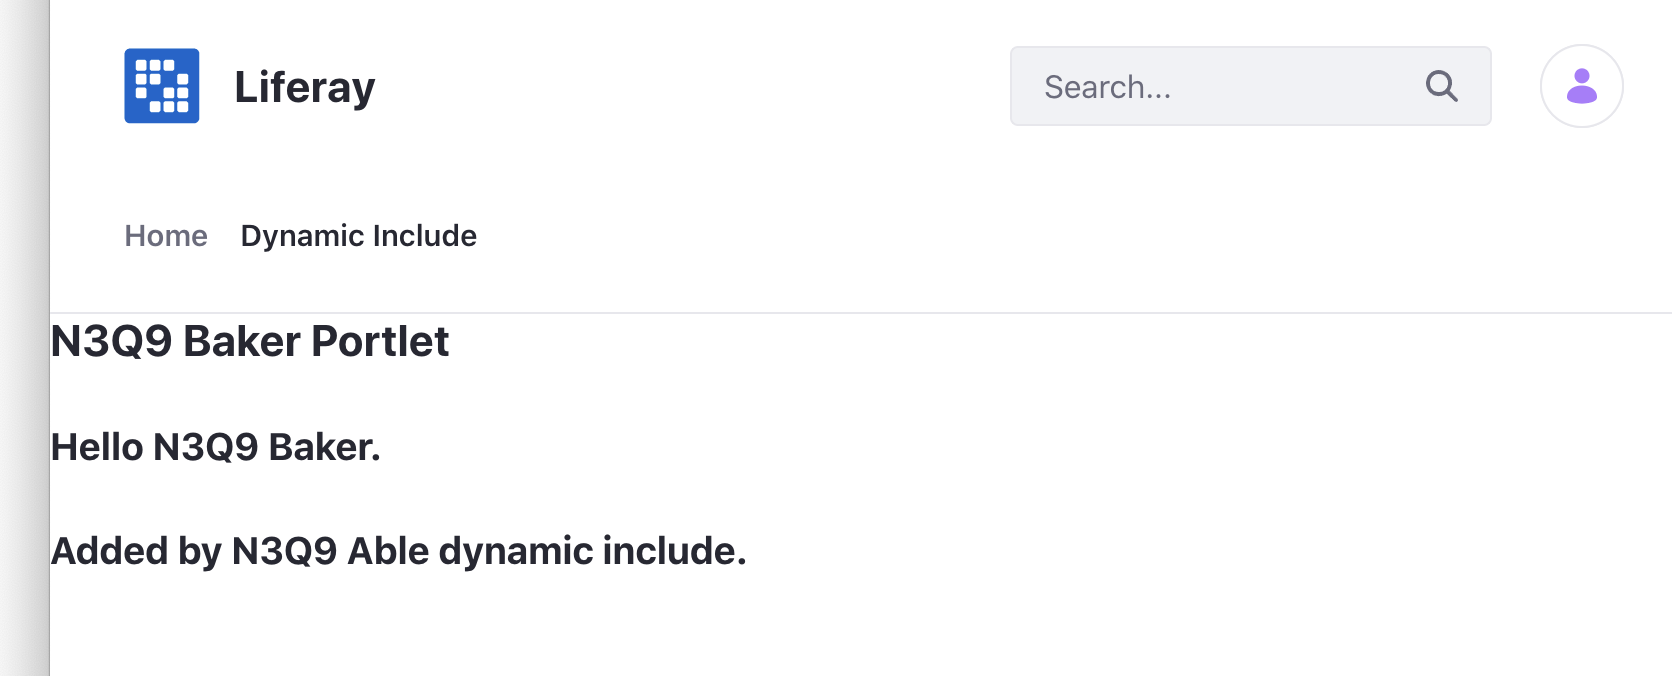 Liferay
Search...
Home Dynamic Include
N3Q9 Baker Portlet
Hello N3Q9 Baker.
Added by N3Q9 Able dynamic include.